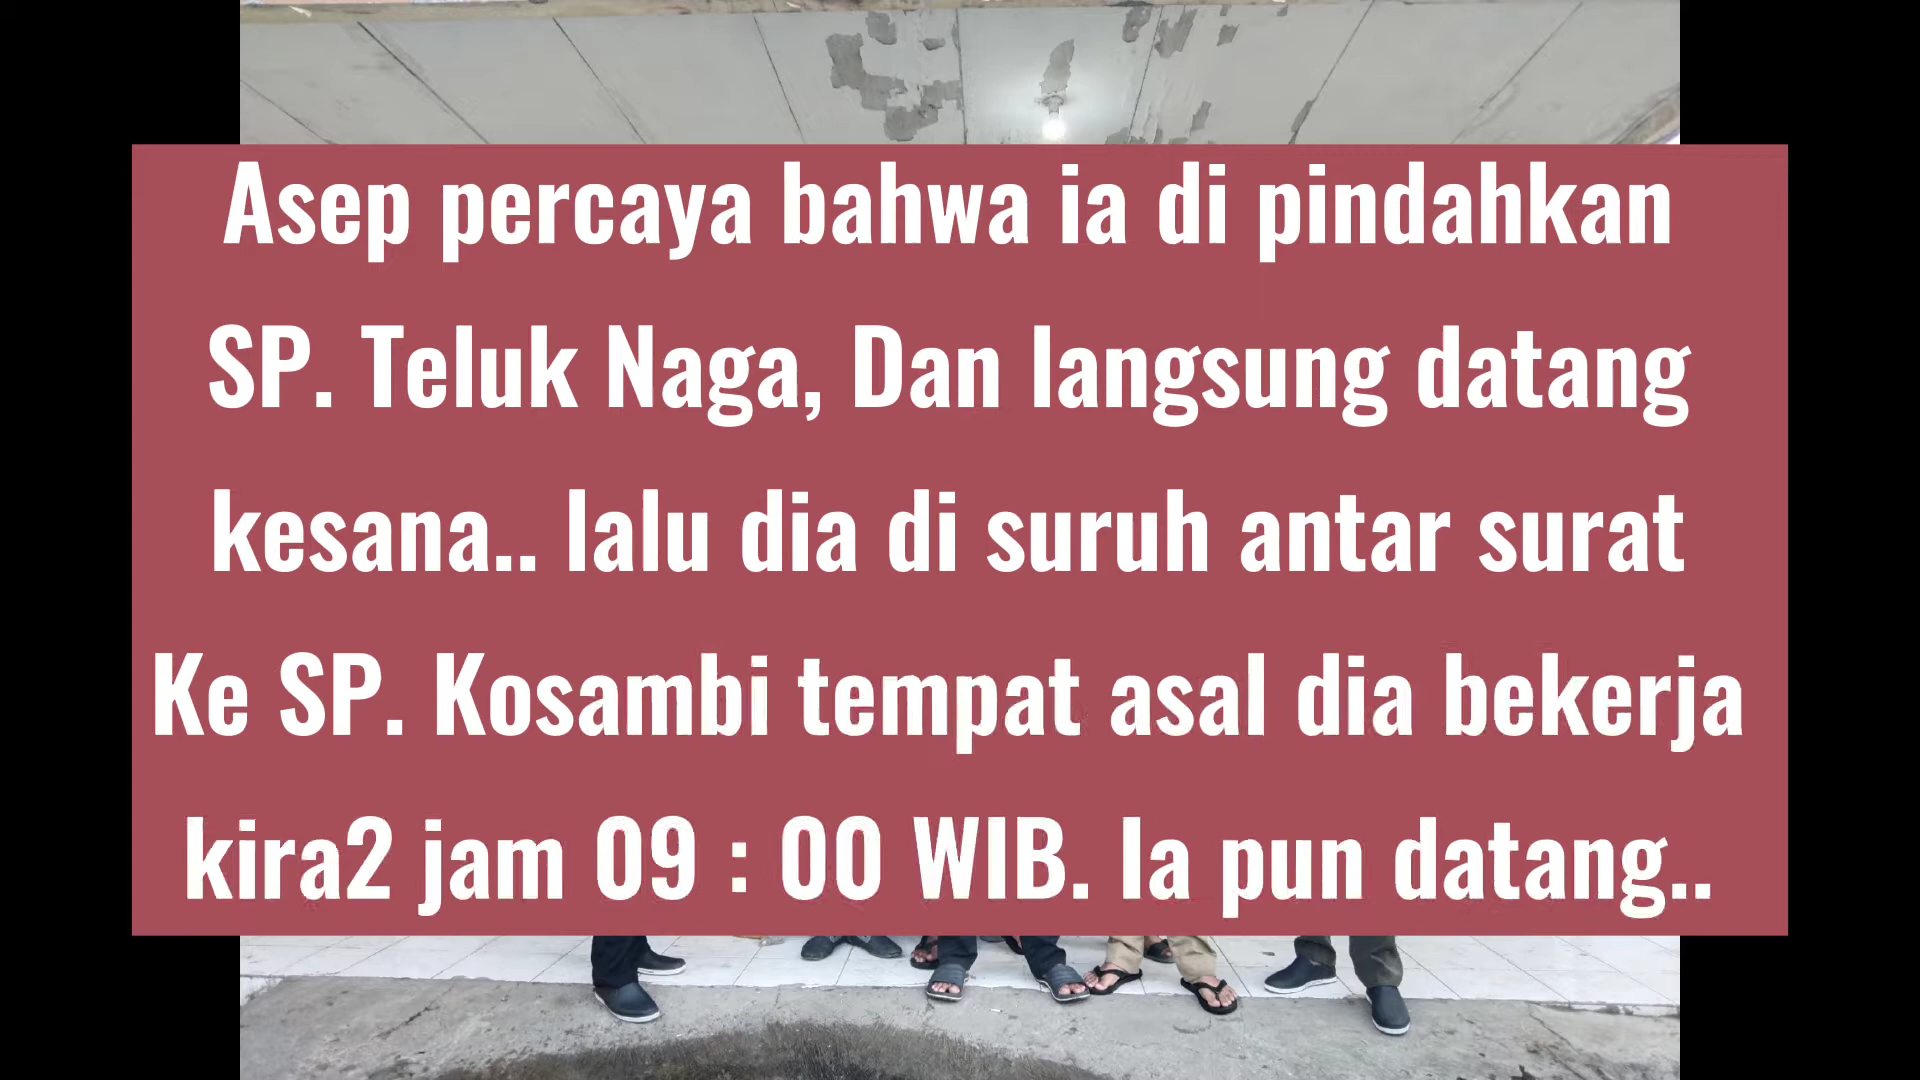 Asep percaya bahwa ia di pindahkan
SP. Teluk Naga, Dan langsung datang
kesana.. lalu dia di suruh antar surat
Ke SP. Kosambi tempat asal dia bekerja
kira2 jam 09 : 00 WIB. Ia pun datang..